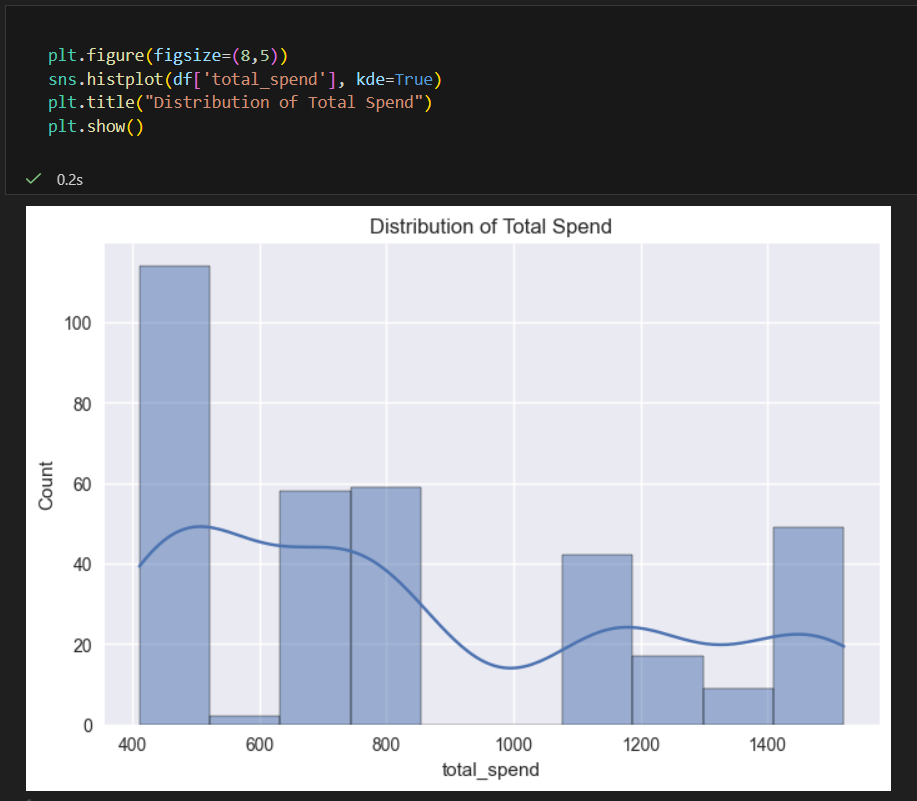 plt.figure(figsize=(8,5))
sns.histplot(df['total_spend'], kde=True)
plt.title("Distribution of Total Spend")
plt.show()
0.2s
Distribution of Total Spend
100
80
60
40
20
0
Count
400 600 800 1000 1200 1400
total_spend